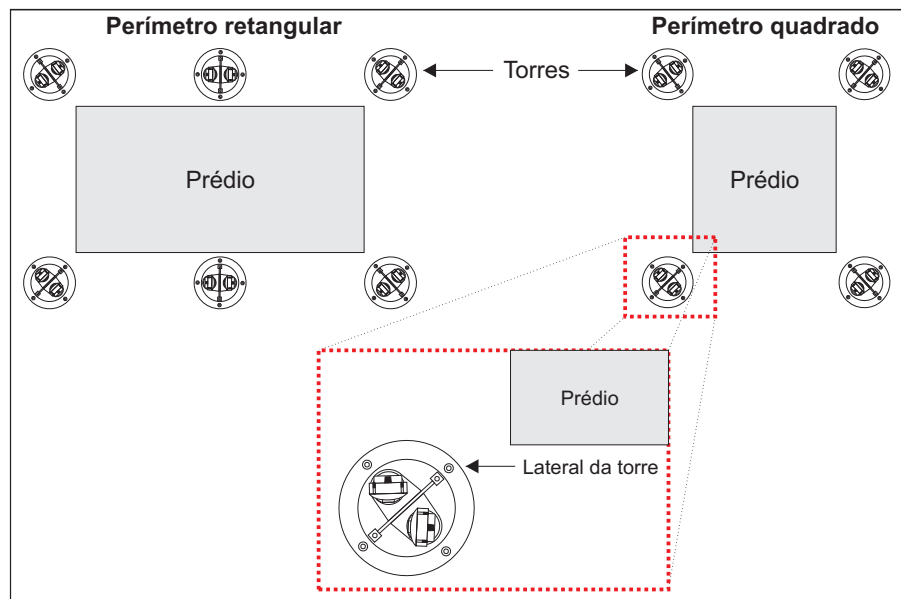 Perímetro retangular
Perímetro quadrado
Torres
Prédio
Prédio
Prédio
Lateral da torre